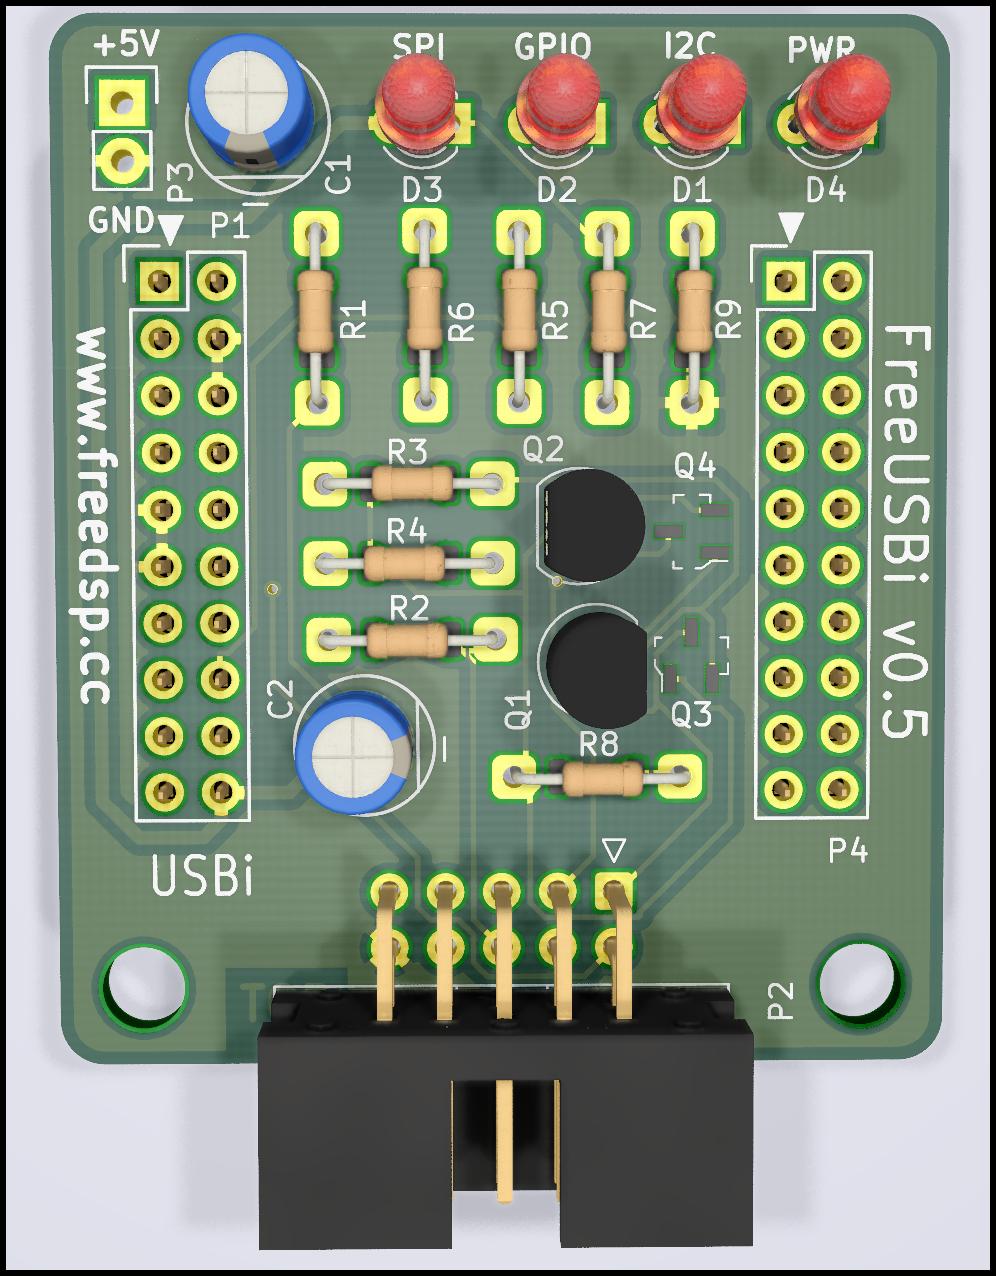 +5V
SPI
GPIO
I2C
PWR
P3
C1
D3
D2
D1
D4
GND
P1
R1
R6
R5
R7
R9
www.freedsp.cc
FreeUSBi v0.5
R3
Q2
Q4
R4
R2
C2
Q1
Q3
R8
P4
USBi
P2